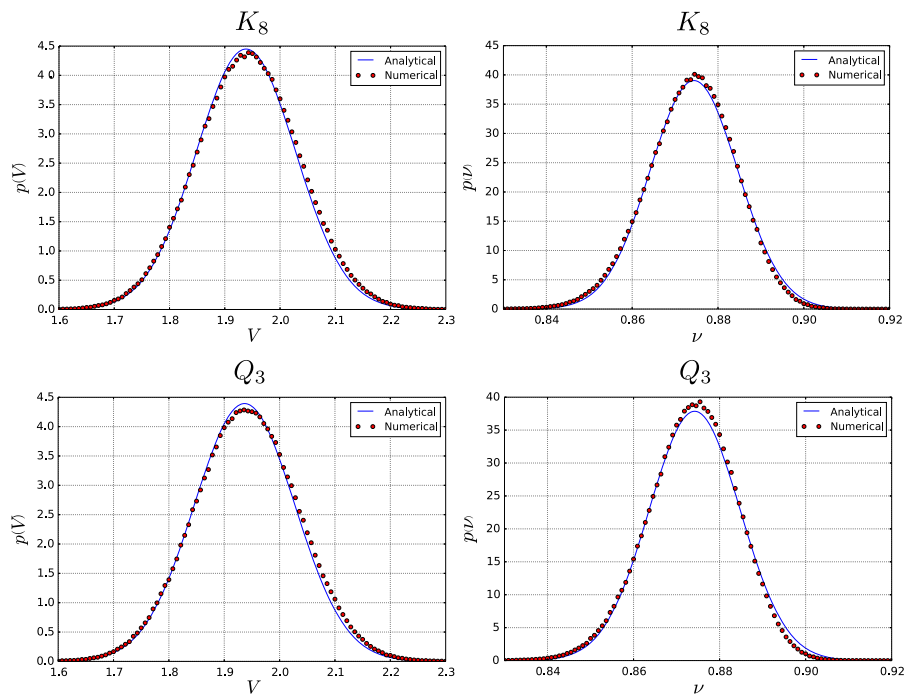 K₈
p(V)
4.5
4.0
3.5
3.0
2.5
2.0
1.5
1.0
0.5
0.0
Analytical
Numerical
1.6 1.7 1.8 1.9 2.0 2.1 2.2 2.3
V
K₈
p(ν)
45
40
35
30
25
20
15
10
5
0
Analytical
Numerical
0.84 0.86 0.88 0.90 0.92
ν
Q₃
p(V)
4.5
4.0
3.5
3.0
2.5
2.0
1.5
1.0
0.5
0.0
Analytical
Numerical
1.6 1.7 1.8 1.9 2.0 2.1 2.2 2.3
V
Q₃
p(ν)
40
35
30
25
20
15
10
5
0
Analytical
Numerical
0.84 0.86 0.88 0.90 0.92
ν